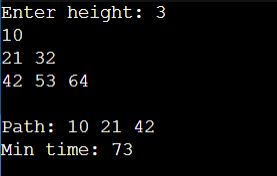 Enter height: 3
10
21 32
42 53 64
Path: 10 21 42
Min time: 73